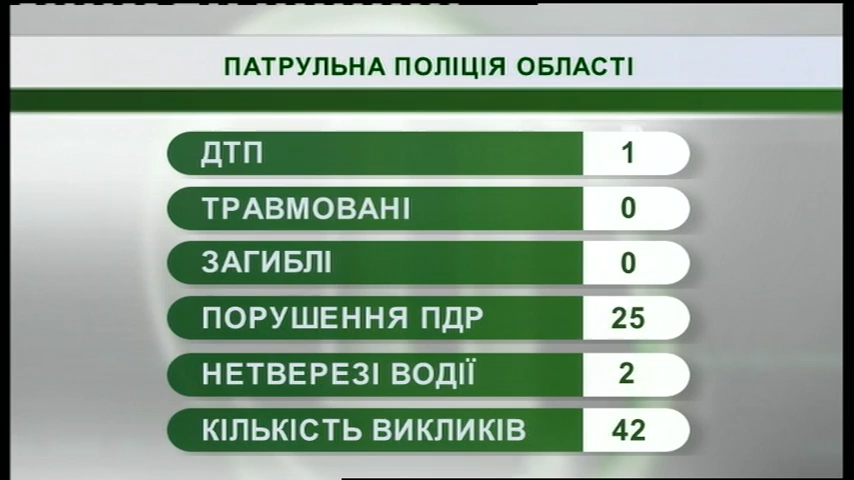 ПАТРУЛЬНА ПОЛІЦІЯ ОБЛАСТІ
ДТП 1
ТРАВМОВАНІ 0
ЗАГИБЛІ 0
ПОРУШЕННЯ ПДР 25
НЕТВЕРЕЗІ ВОДІЇ 2
КІЛЬКІСТЬ ВИКЛИКІВ 42